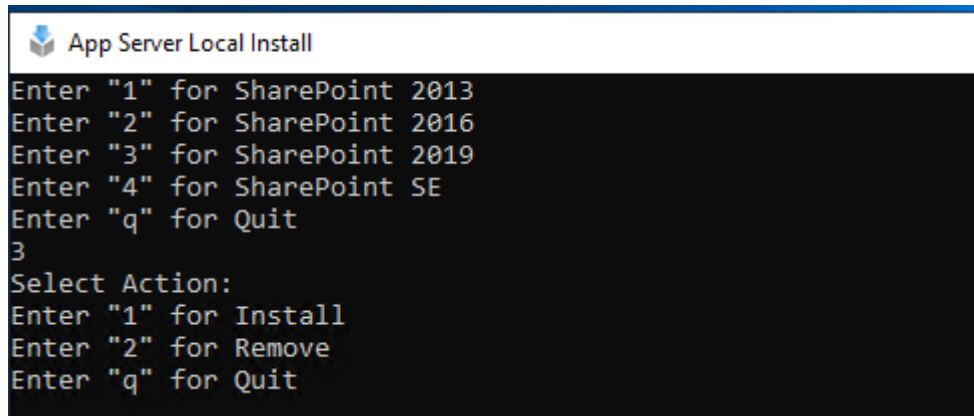 App Server Local Install
Enter "1" for SharePoint 2013
Enter "2" for SharePoint 2016
Enter "3" for SharePoint 2019
Enter "4" for SharePoint SE
Enter "q" for Quit
3
Select Action:
Enter "1" for Install
Enter "2" for Remove
Enter "q" for Quit